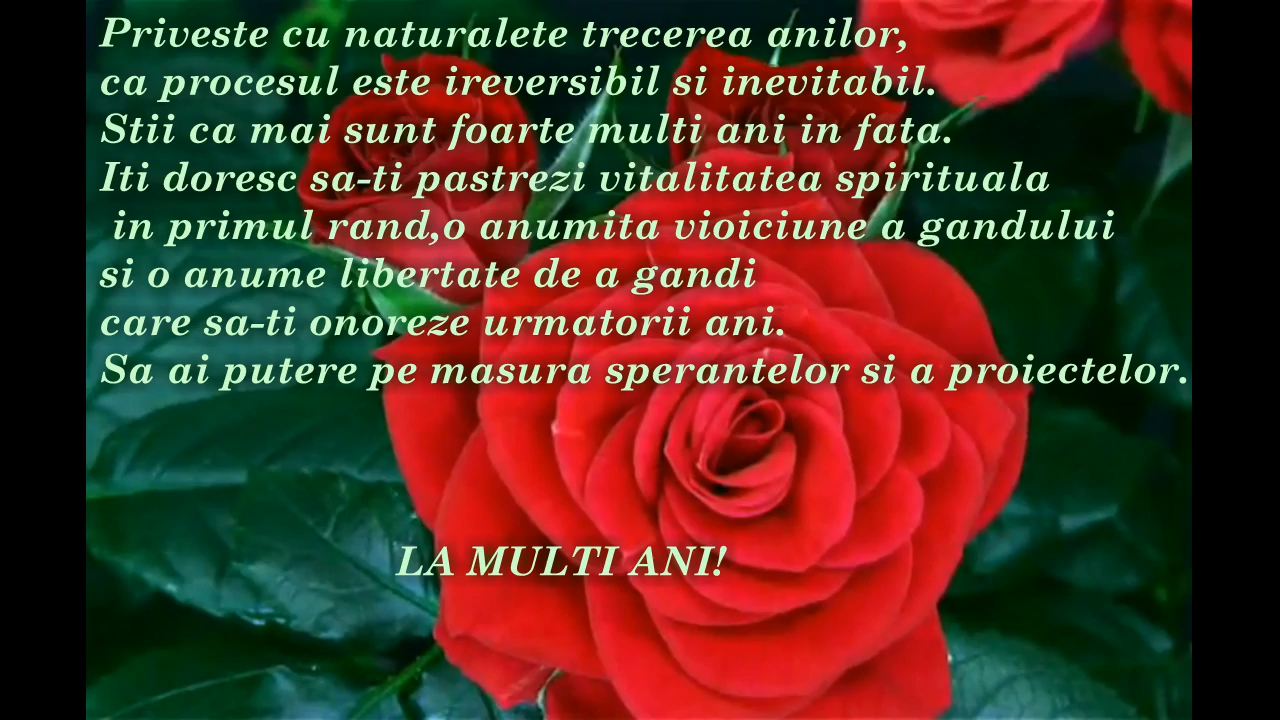 Priveste cu naturalete trecerea anilor,
ca procesul este ireversibil si inevitabil.
Stii ca mai sunt foarte multi ani in fata.
Iti doresc sa-ti pastrezi vitalitatea spirituala
in primul rand,o anumita vioiciune a gandului
si o anume libertate de a gandi
care sa-ti onoreze urmatorii ani.
Sa ai putere pe masura sperantelor si a proiectelor.
LA MULTI ANI!